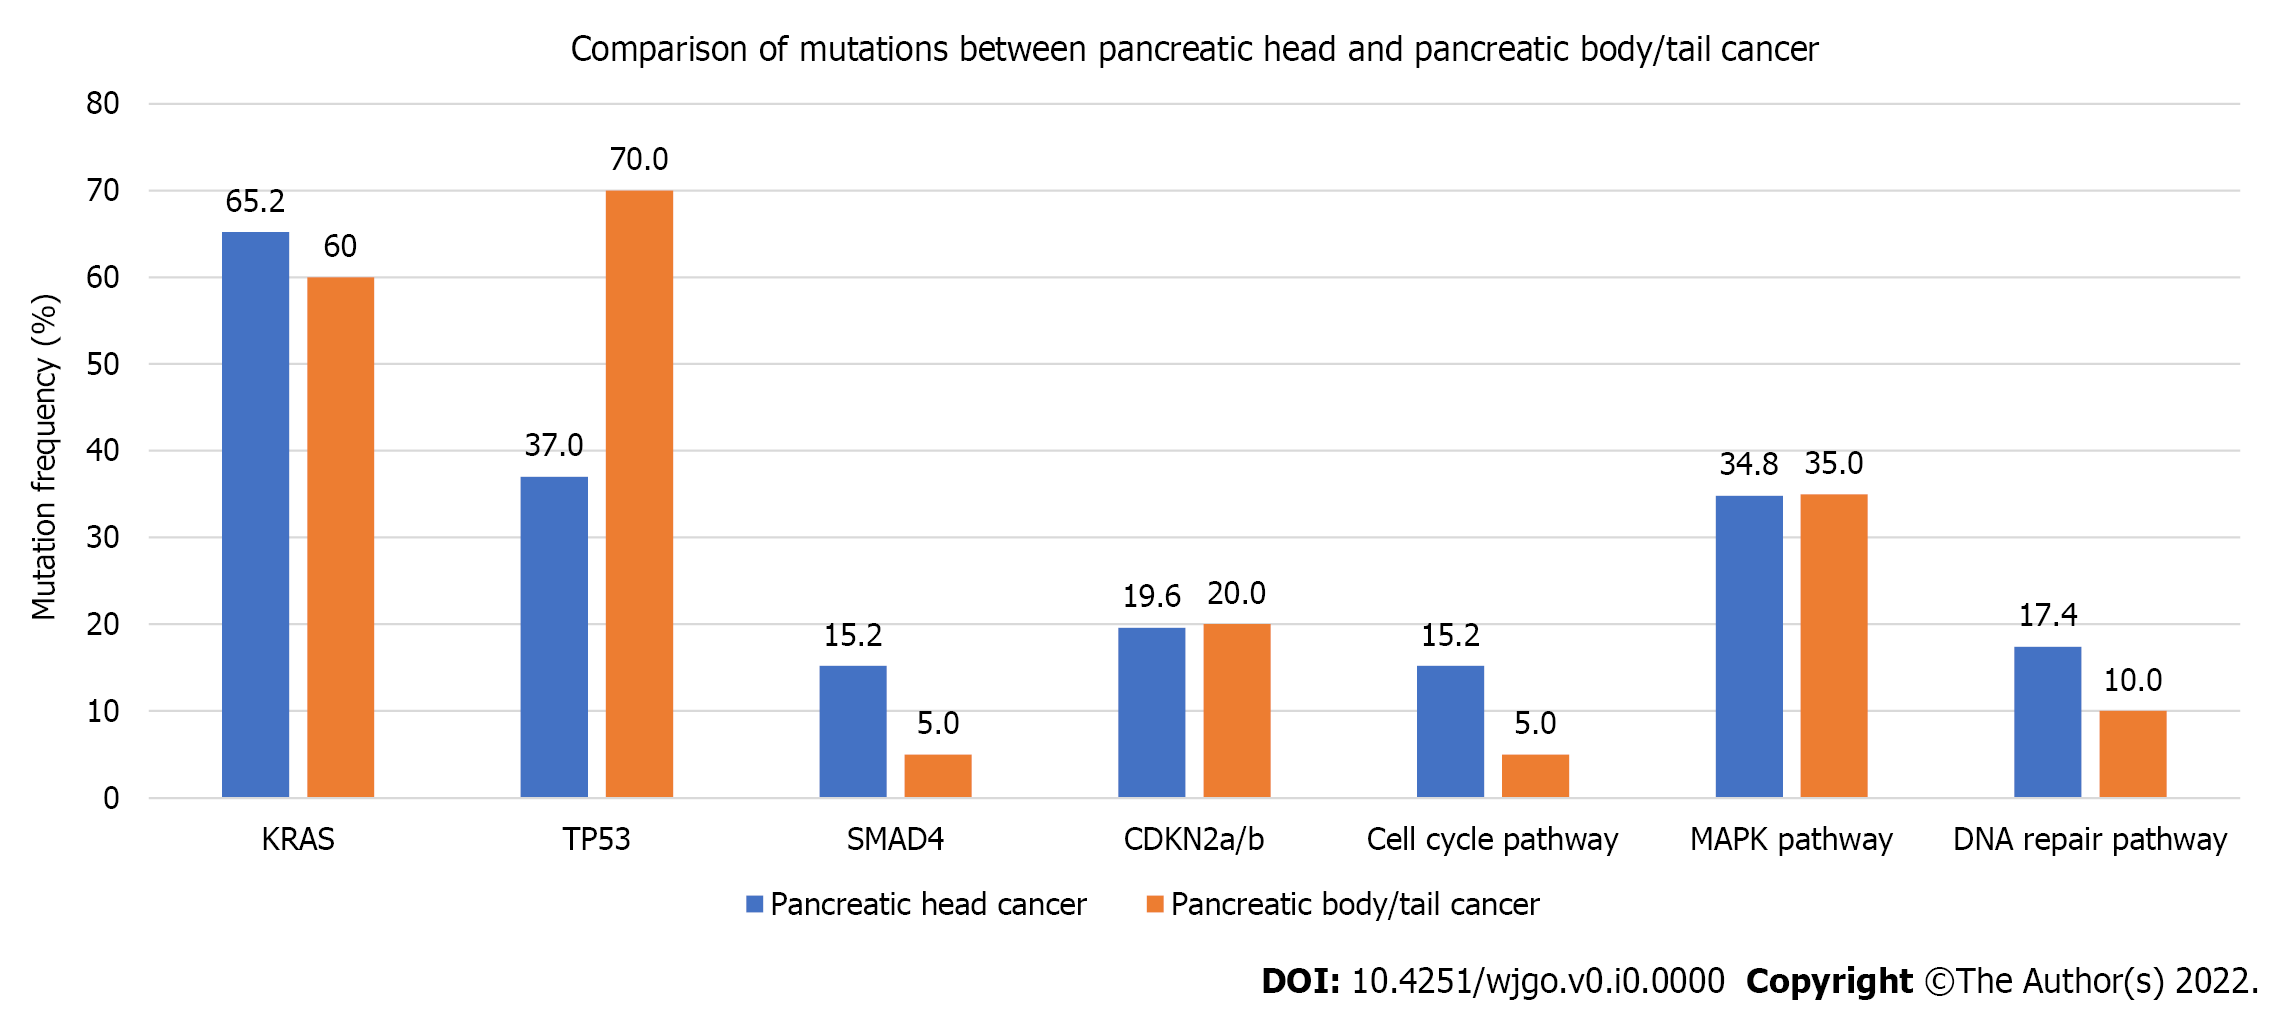 Comparison of mutations between pancreatic head and pancreatic body/tail cancer
Mutation frequency (%)
80
70
60
50
40
30
20
10
0
65.2
60
37.0
70.0
15.2
5.0
19.6
20.0
15.2
5.0
34.8
35.0
17.4
10.0
KRAS
TP53
SMAD4
CDKN2a/b
Cell cycle pathway
MAPK pathway
DNA repair pathway
Pancreatic head cancer
Pancreatic body/tail cancer
DOI: 10.4251/wjgo.v0.i0.0000 Copyright ©The Author(s) 2022.